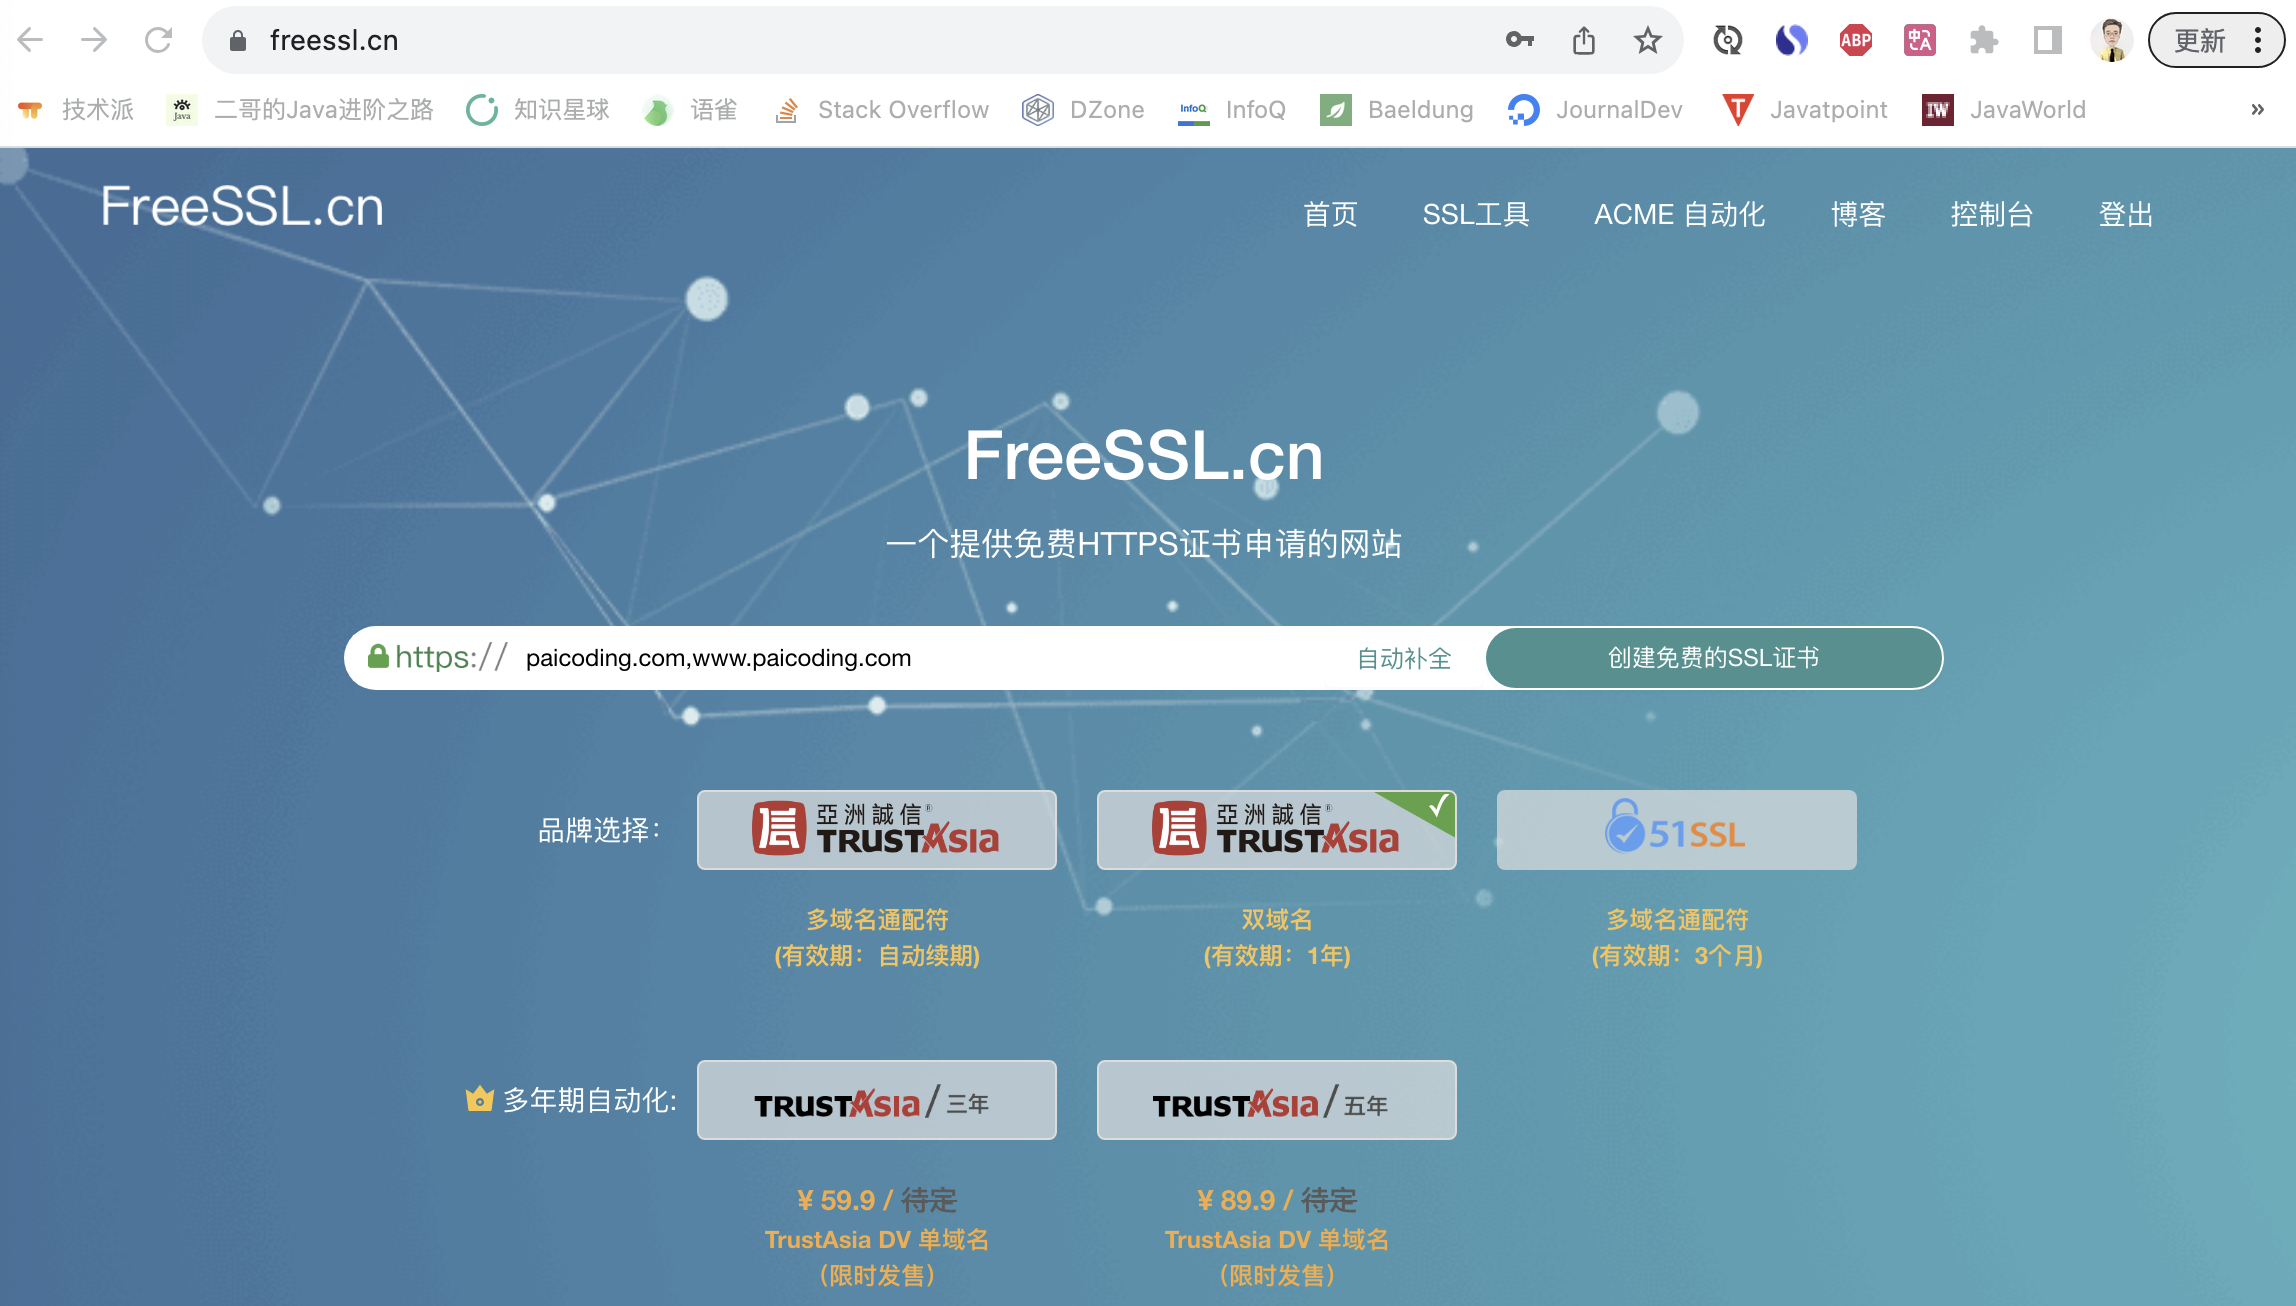 freessl.cn
ABP
中A
更新
技术派
Java
二哥的Java进阶之路
知识星球
语雀
Stack Overflow
DZone
InfoQ
InfoQ
Baeldung
JournalDev
T
Javatpoint
IW
JavaWorld
»
FreeSSL.cn
首页
SSL工具
ACME 自动化
博客
控制台
登出
FreeSSL.cn
一个提供免费HTTPS证书申请的网站
https://
paicoding.com,www.paicoding.com
自动补全
创建免费的SSL证书
品牌选择：
信 亞洲誠信®
TRUSTAsia
信 亞洲誠信®
TRUSTAsia
51SSL
多域名通配符
(有效期：自动续期)
双域名
(有效期：1年)
多域名通配符
(有效期：3个月)
多年期自动化:
TRUSTAsia / 三年
TRUSTAsia / 五年
¥ 59.9 / 待定
TrustAsia DV 单域名
（限时发售）
¥ 89.9 / 待定
TrustAsia DV 单域名
（限时发售）